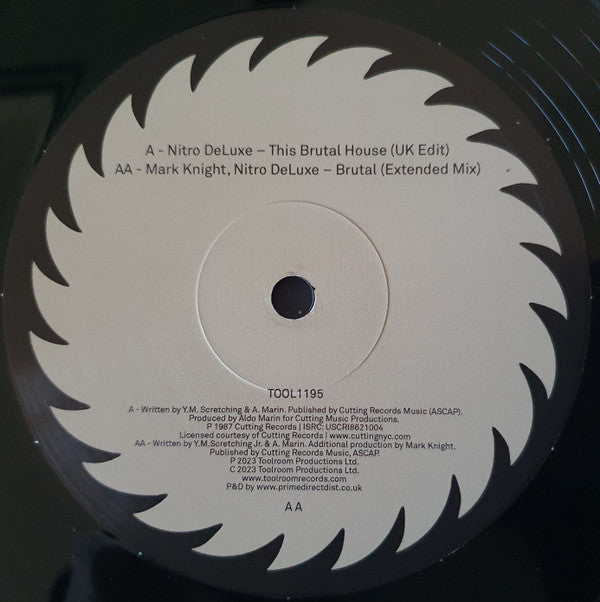 A - Nitro DeLuxe – This Brutal House (UK Edit)
AA - Mark Knight, Nitro DeLuxe – Brutal (Extended Mix)
TOOL1195
A - Written by Y.M. Scretching & A. Marin. Published by Cutting Records Music (ASCAP).
Produced by Aldo Marin for Cutting Music Productions.
P 1987 Cutting Records | ISRC: USCRI8621004
Licensed courtesy of Cutting Records | www.cuttingnyc.com
AA - Written by Y.M.Scretching Jr. & A. Marin. Additional production by Mark Knight.
Published by Cutting Records Music, ASCAP.
P 2023 Toolroom Productions Ltd.
C 2023 Toolroom Productions Ltd.
www.toolroomrecords.com
P&D by www.primedirectdist.co.uk
AA